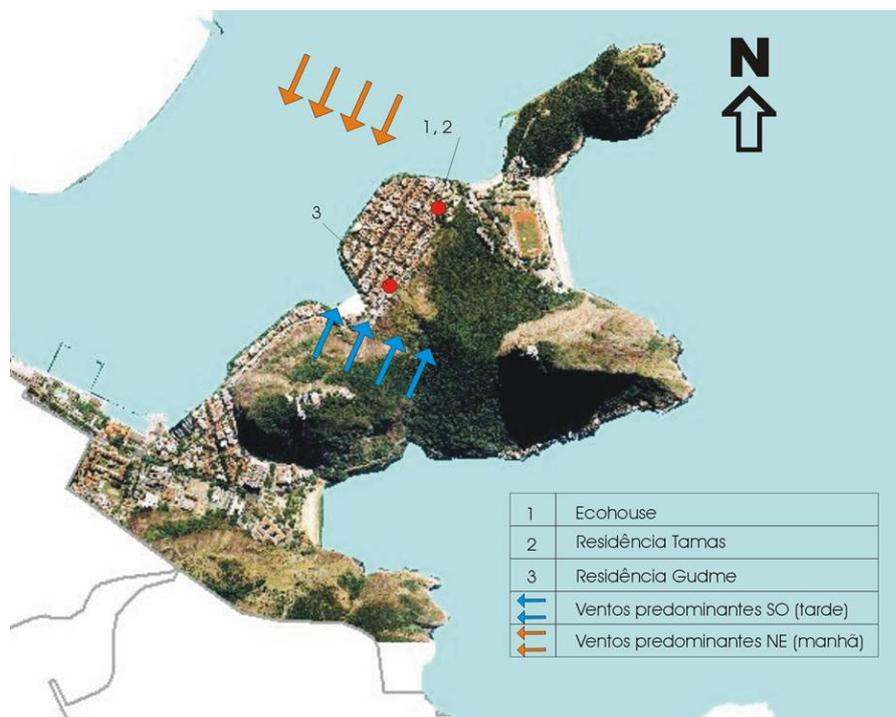 N
1, 2
3
1 Ecohouse
2 Residência Tamas
3 Residência Gudme
Ventos predominantes SO (tarde)
Ventos predominantes NE (manhã)